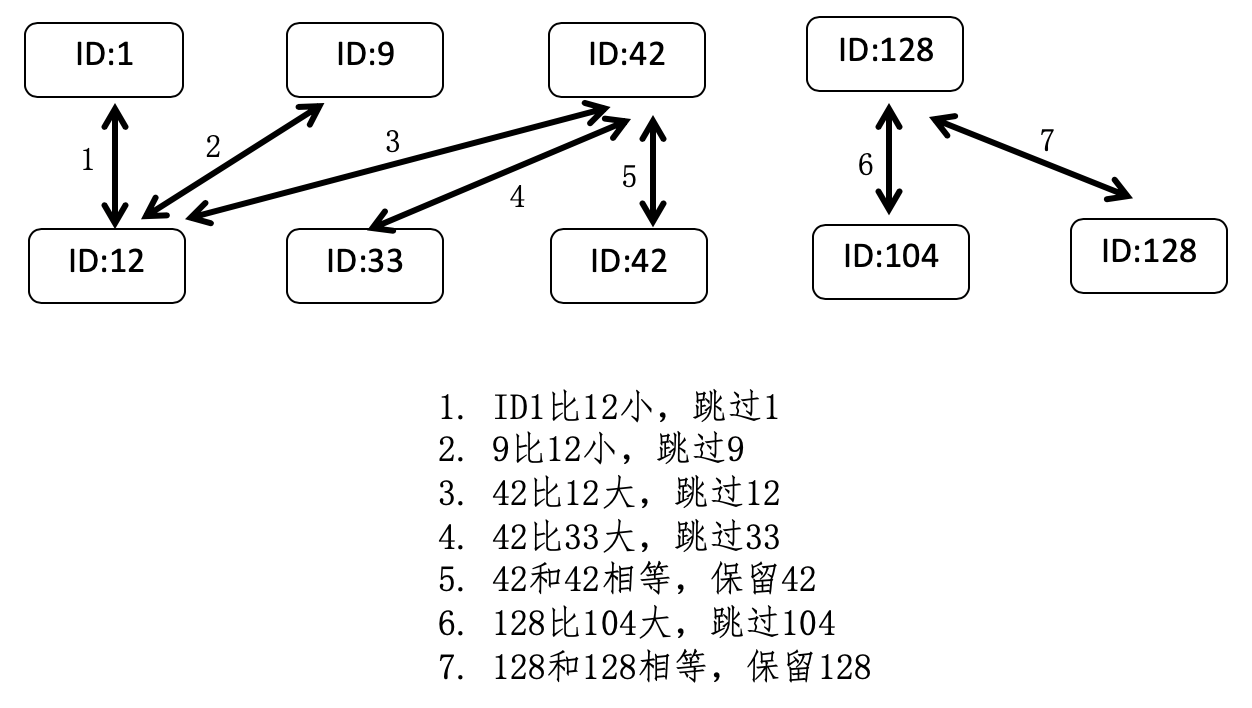 ID:1 ID:9 ID:42 ID:128
1 2 3 4 5 6 7
ID:12 ID:33 ID:42 ID:104 ID:128
1. ID1比12小，跳过1
2. 9比12小，跳过9
3. 42比12大，跳过12
4. 42比33大，跳过33
5. 42和42相等，保留42
6. 128比104大，跳过104
7. 128和128相等，保留128